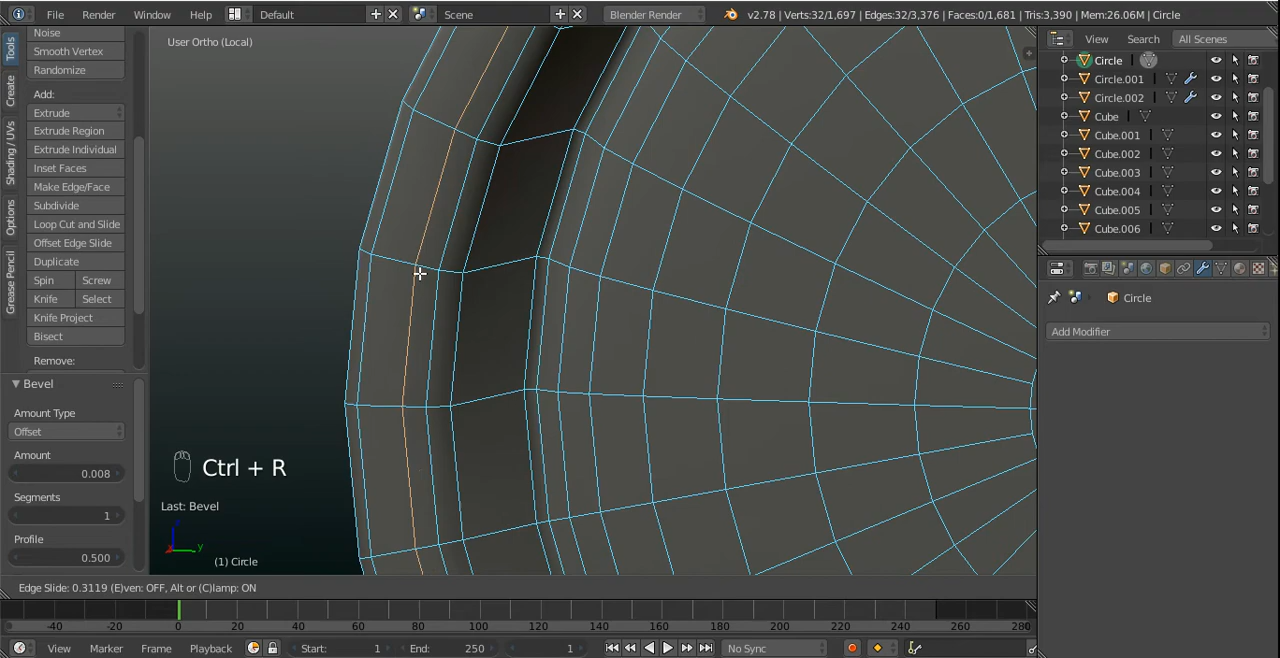 File Render Window Help Default Scene Blender Render v2.78 | Verts:32/1,697 | Edges:32/3,376 | Faces:0/1,681 | Tris:3,390 | Mem:26.06M | Circle
Tools
Create
Shading / UVs
Options
Grease Pencil
Noise
Smooth Vertex
Randomize
Add:
Extrude
Extrude Region
Extrude Individual
Inset Faces
Make Edge/Face
Subdivide
Loop Cut and Slide
Offset Edge Slide
Duplicate
Spin Screw
Knife Select
Knife Project
Bisect
Remove:
Bevel
Amount Type
Offset
Amount
0.008
Segments
1
Profile
0.500
User Ortho (Local)
Ctrl + R
Last: Bevel
z
y
(1) Circle
Edge Slide: 0.3119 (E)ven: OFF, Alt or (C)lamp: ON
View Search All Scenes
Circle
Circle.001
Circle.002
Cube
Cube.001
Cube.002
Cube.003
Cube.004
Cube.005
Cube.006
Circle
Add Modifier
-40 -20 0 20 40 60 80 100 120 140 160 180 200 220 240 260 280
View Marker Frame Playback Start: 1 End: 250 1 No Sync